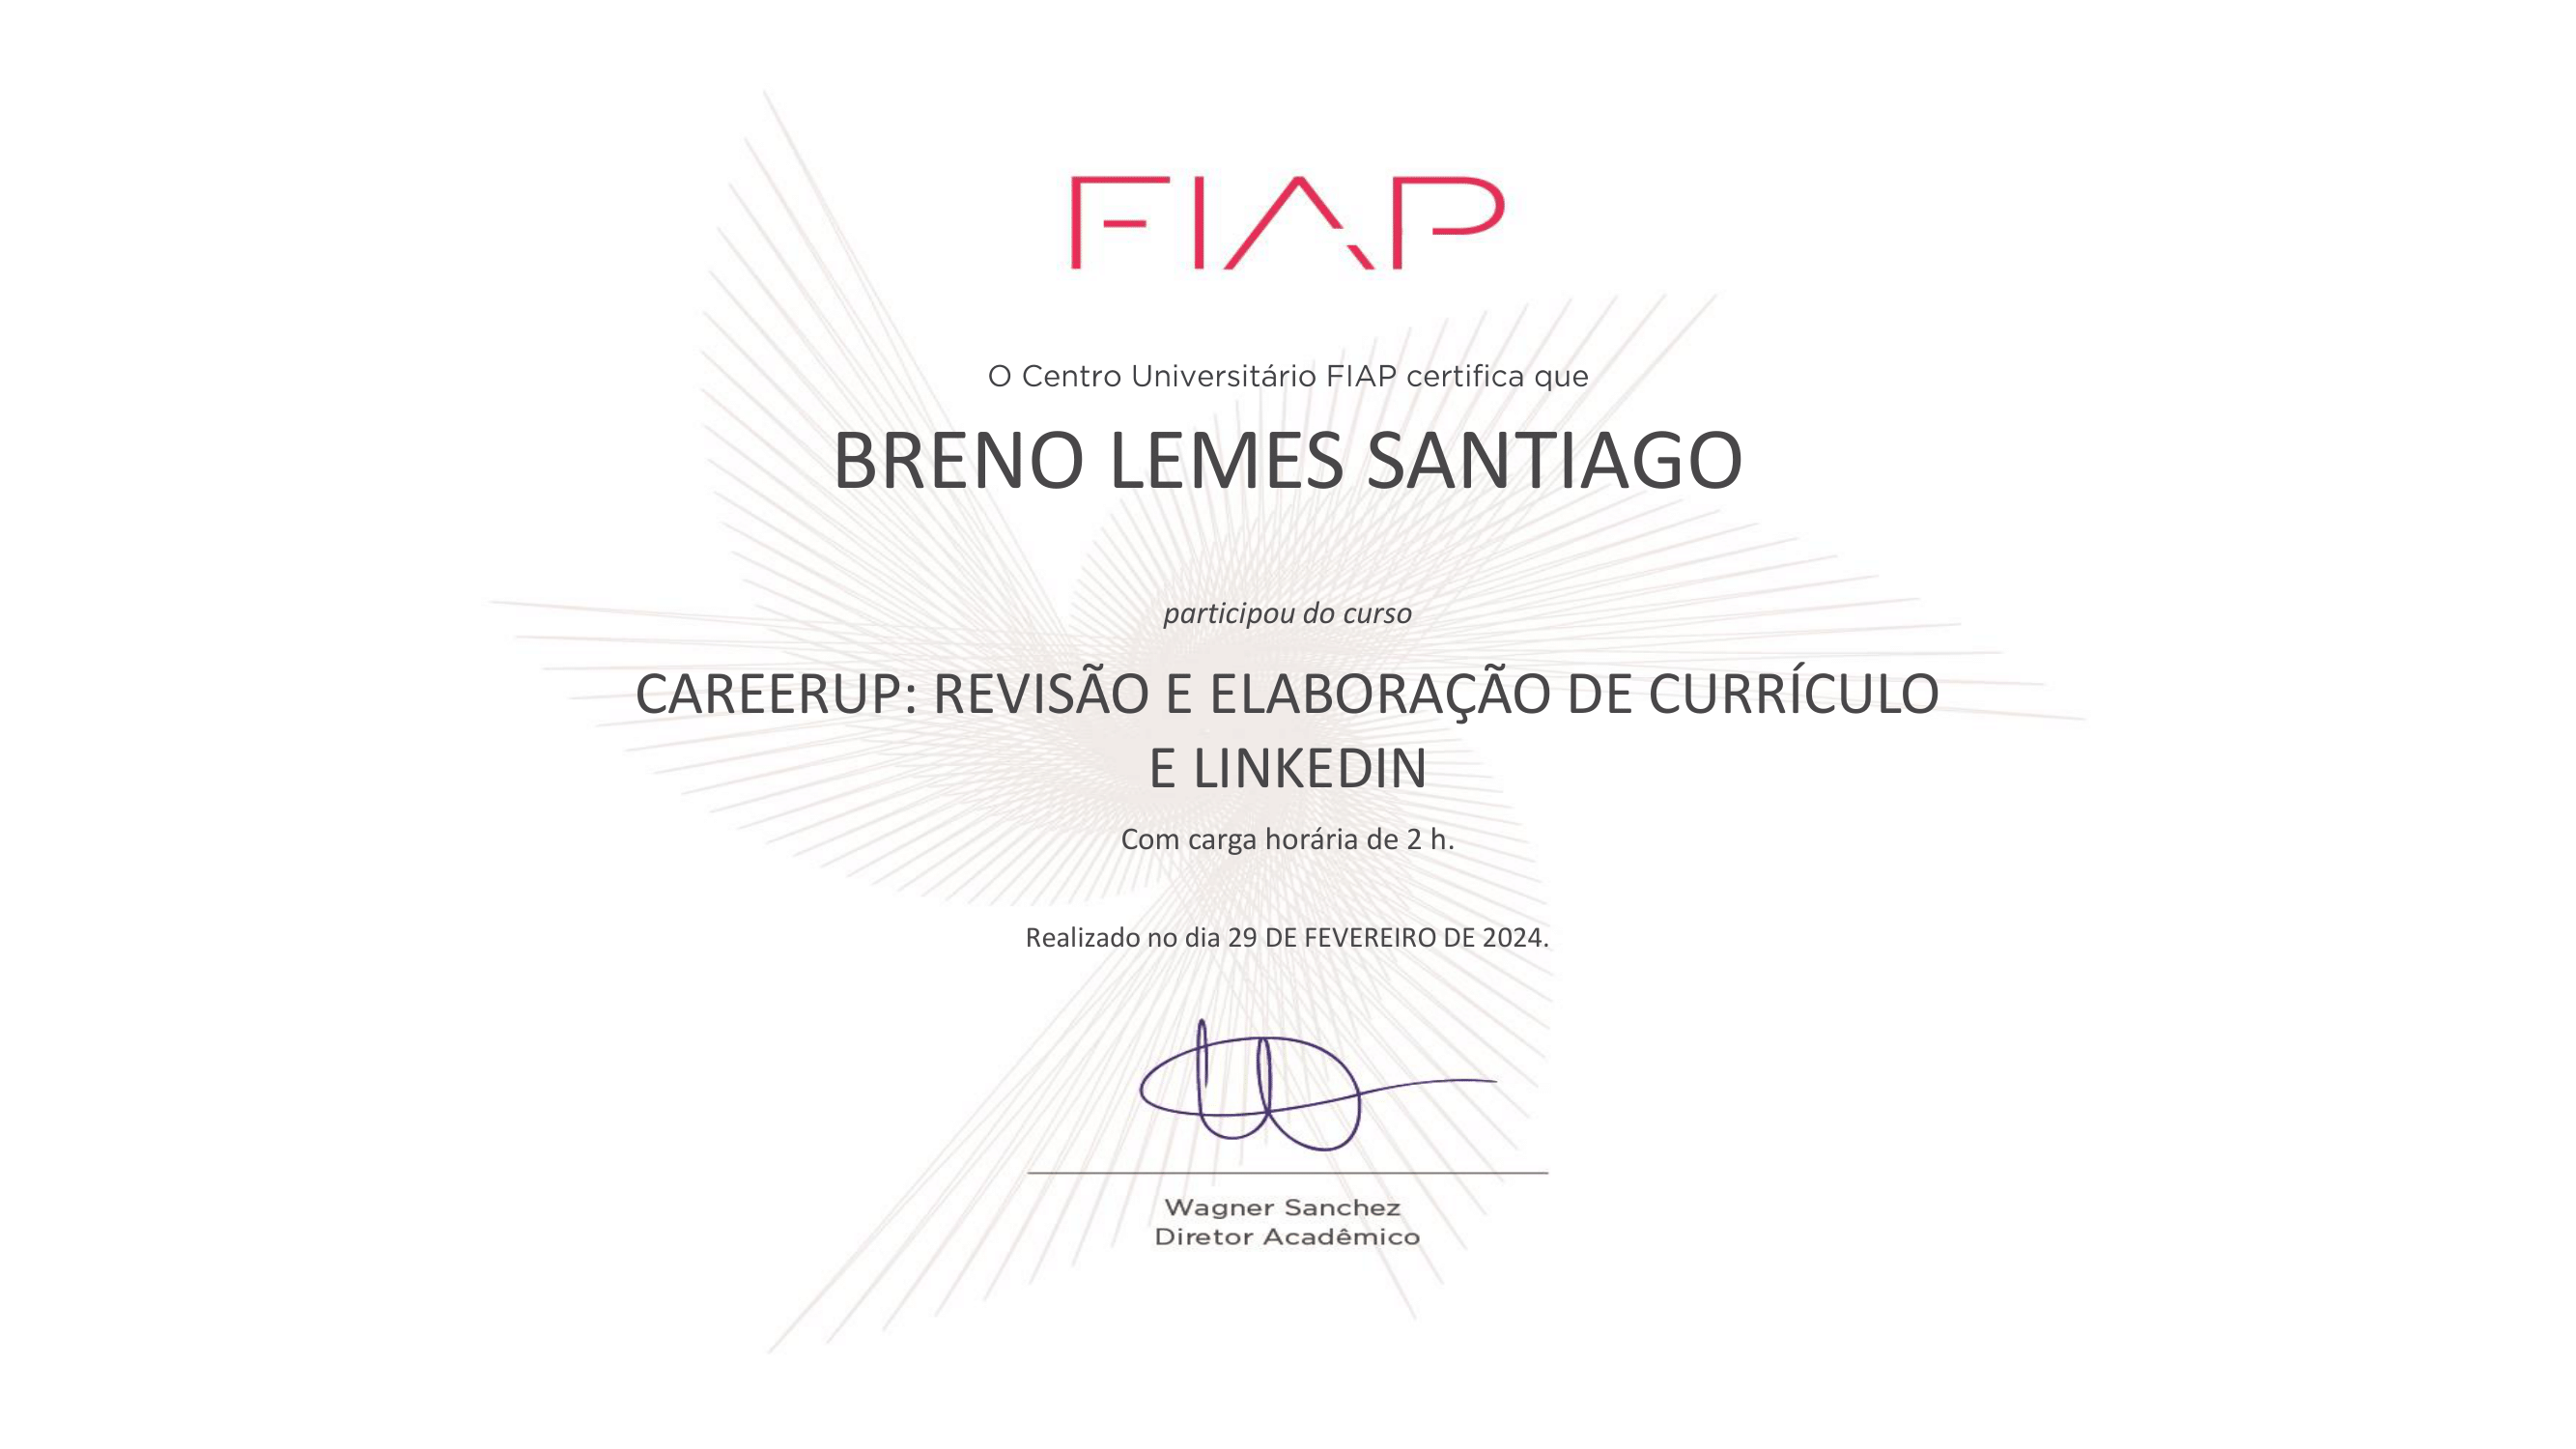 FIAP
O Centro Universitário FIAP certifica que
BRENO LEMES SANTIAGO
participou do curso
CAREERUP: REVISÃO E ELABORAÇÃO DE CURRÍCULO
E LINKEDIN
Com carga horária de 2 h.
Realizado no dia 29 DE FEVEREIRO DE 2024.
Wagner Sanchez
Diretor Acadêmico